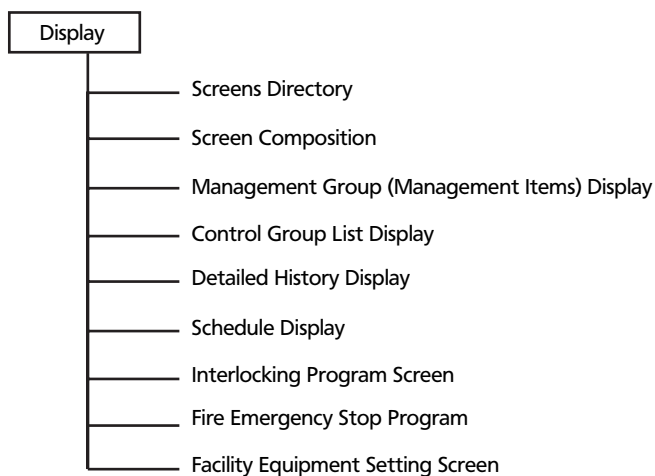 Display
Screens Directory
Screen Composition
Management Group (Management Items) Display
Control Group List Display
Detailed History Display
Schedule Display
Interlocking Program Screen
Fire Emergency Stop Program
Facility Equipment Setting Screen